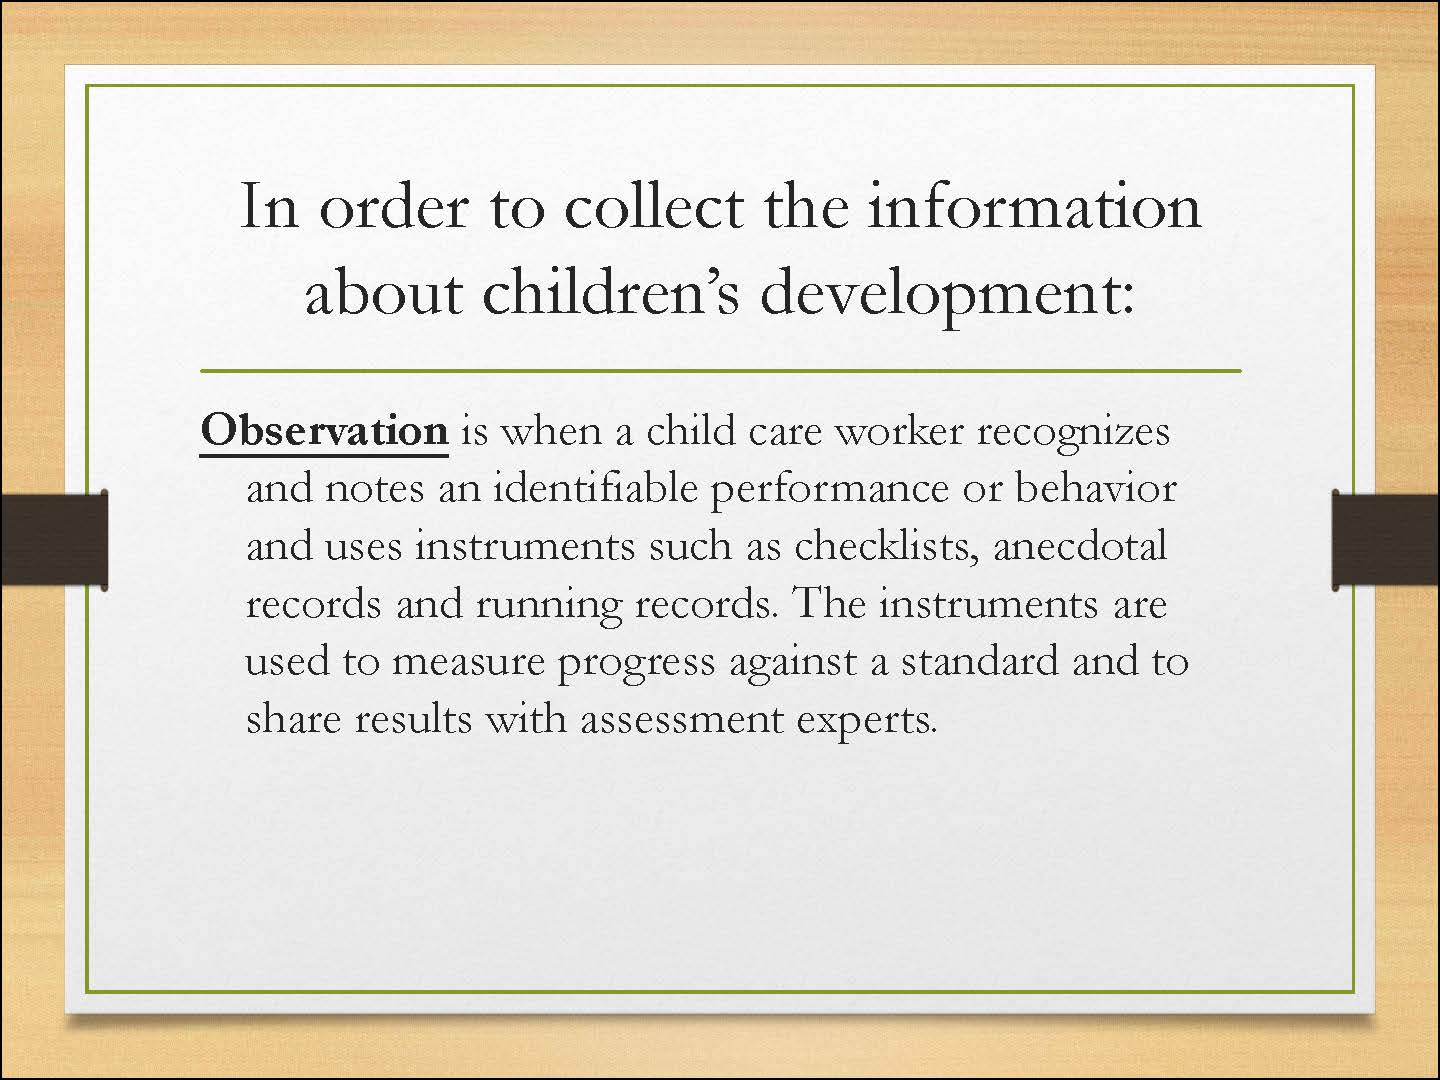 In order to collect the information
about children’s development:
Observation is when a child care worker recognizes
and notes an identifiable performance or behavior
and uses instruments such as checklists, anecdotal
records and running records. The instruments are
used to measure progress against a standard and to
share results with assessment experts.